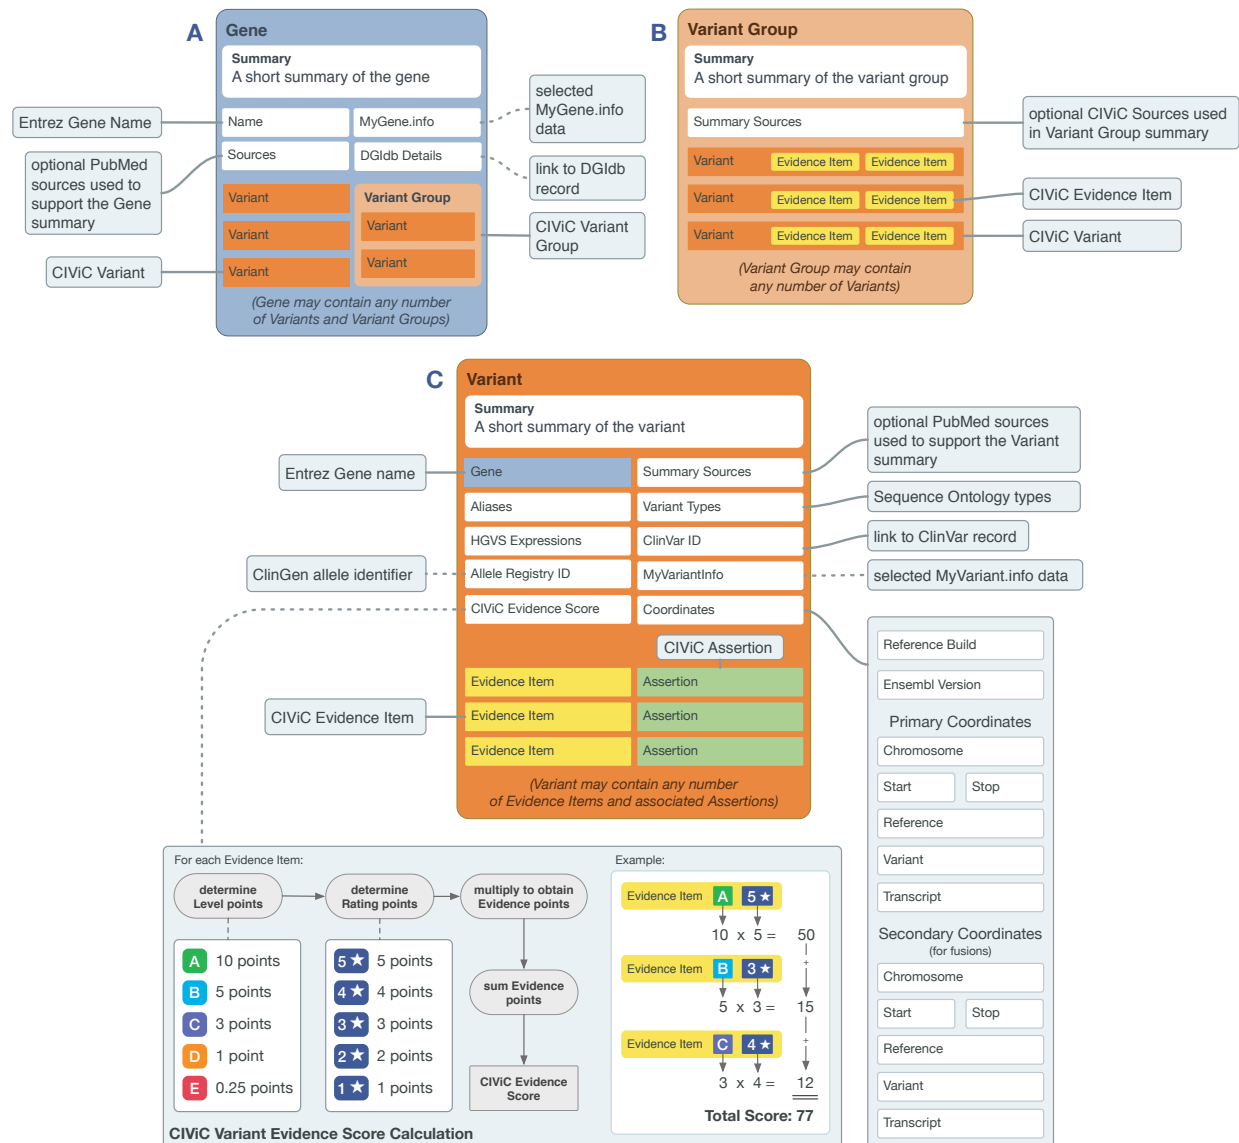 A
Gene
Summary
A short summary of the gene
Name
MyGene.info
Sources
DGIdb Details
Variant
Variant
Variant
Variant Group
Variant
Variant
(Gene may contain any number
of Variants and Variant Groups)
Entrez Gene Name
optional PubMed
sources used to
support the Gene
summary
CIViC Variant
selected
MyGene.info
data
link to DGIdb
record
CIViC Variant
Group
B
Variant Group
Summary
A short summary of the variant group
Summary Sources
Variant Evidence Item Evidence Item
Variant Evidence Item Evidence Item
Variant Evidence Item Evidence Item
(Variant Group may contain
any number of Variants)
optional CIViC Sources used
in Variant Group summary
CIViC Evidence Item
CIViC Variant
C
Variant
Summary
A short summary of the variant
Gene
Summary Sources
Aliases
Variant Types
HGVS Expressions
ClinVar ID
Allele Registry ID
MyVariantInfo
CIViC Evidence Score
Coordinates
CIViC Assertion
Evidence Item
Assertion
Evidence Item
Assertion
Evidence Item
Assertion
(Variant may contain any number
of Evidence Items and associated Assertions)
Entrez Gene name
ClinGen allele identifier
CIViC Evidence Item
optional PubMed sources
used to support the Variant
summary
Sequence Ontology types
link to ClinVar record
selected MyVariant.info data
Reference Build
Ensembl Version
Primary Coordinates
Chromosome
Start
Stop
Reference
Variant
Transcript
Secondary Coordinates
(for fusions)
Chromosome
Start
Stop
Reference
Variant
Transcript
For each Evidence Item:
determine
Level points
determine
Rating points
multiply to obtain
Evidence points
A 10 points
B 5 points
C 3 points
D 1 point
E 0.25 points
5 ★ 5 points
4 ★ 4 points
3 ★ 3 points
2 ★ 2 points
1 ★ 1 points
sum Evidence
points
CIViC Evidence
Score
Example:
Evidence Item A 5 ★
10 x 5 = 50
+
Evidence Item B 3 ★
5 x 3 = 15
+
Evidence Item C 4 ★
3 x 4 = 12
Total Score: 77
CIViC Variant Evidence Score Calculation